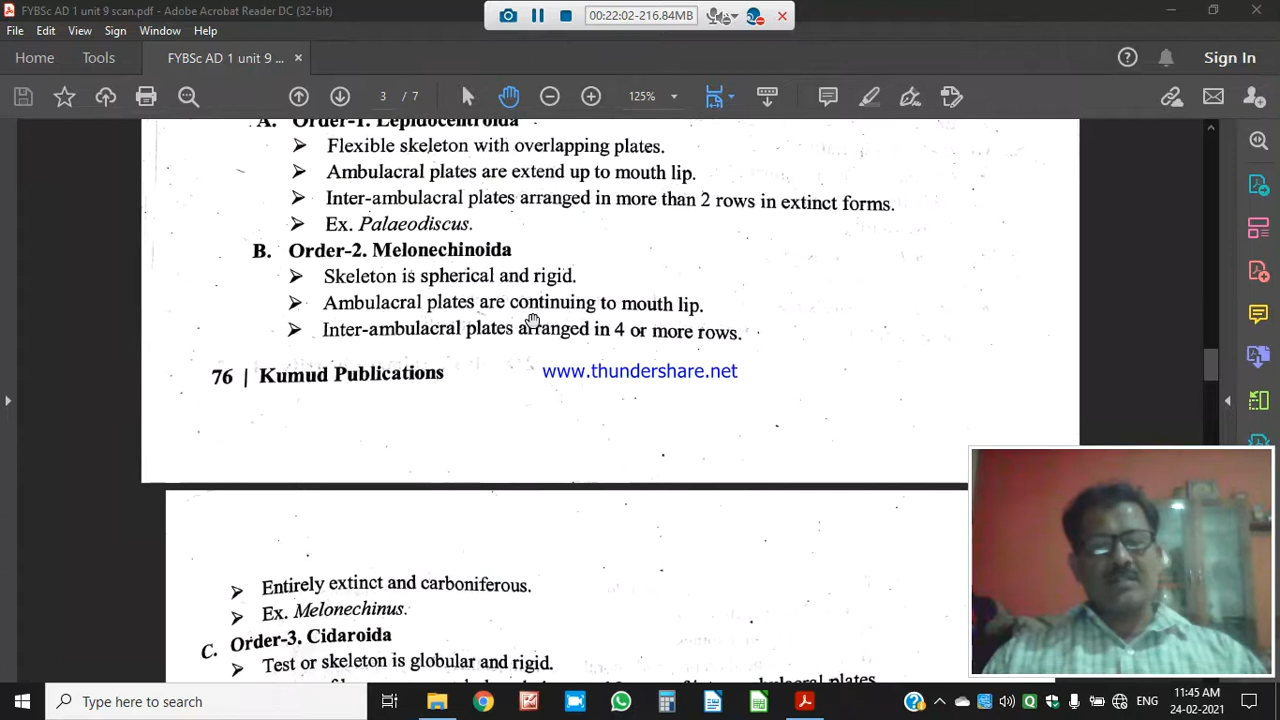 FYBSc AD 1 unit 9 scan.pdf - Adobe Acrobat Reader DC (32-bit)
00:22:02-216.84MB
File Edit View Sign Window Help
Home Tools FYBSc AD 1 unit 9 ... × Sign In
3 / 7 125%
A. Order-1. Lepidocentroida
➢ Flexible skeleton with overlapping plates.
➢ Ambulacral plates are extend up to mouth lip.
➢ Inter-ambulacral plates arranged in more than 2 rows in extinct forms.
➢ Ex. Palaeodiscus.
B. Order-2. Melonechinoida
➢ Skeleton is spherical and rigid.
➢ Ambulacral plates are continuing to mouth lip.
➢ Inter-ambulacral plates arranged in 4 or more rows.
76 | Kumud Publications
www.thundershare.net
➢ Entirely extinct and carboniferous.
➢ Ex. Melonechinus.
C. Order-3. Cidaroida
➢ Test or skeleton is globular and rigid.
plates
Type here to search
ENG
11:45 AM
24-02-2021